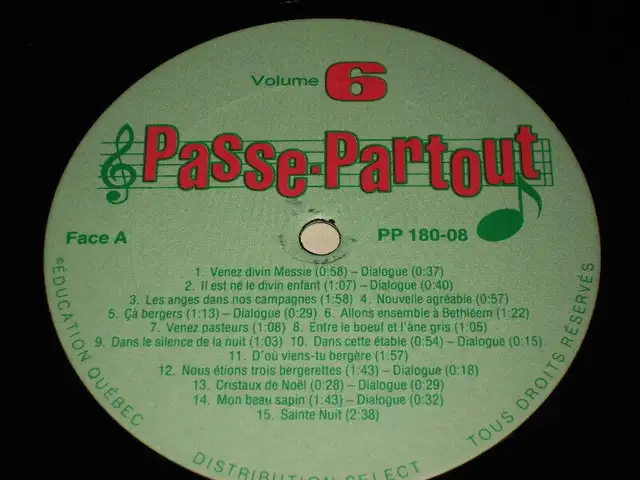 Volume 6
Passe-Partout
Face A
PP 180-08
1. Venez divin Messie (0:58) – Dialogue (0:37)
2. Il est né le divin enfant (1:07) – Dialogue (0:40)
3. Les anges dans nos campagnes (1:58) 4. Nouvelle agréable (0:57)
5. Çà bergers (1:13) – Dialogue (0:29) 6. Allons ensemble à Bethléem (1:22)
7. Venez pasteurs (1:08) 8. Entre le boeuf et l'âne gris (1:05)
9. Dans le silence de la nuit (1:03) 10. Dans cette étable (0:54) – Dialogue (0:15)
11. D'où viens-tu bergère (1:57)
12. Nous étions trois bergerettes (1:43) – Dialogue (0:18)
13. Cristaux de Noël (0:28) – Dialogue (0:29)
14. Mon beau sapin (1:43) – Dialogue (0:32)
15. Sainte Nuit (2:38)
©ÉDUCATION QUÉBEC
DISTRIBUTION SELECT
TOUS DROITS RÉSERVÉS